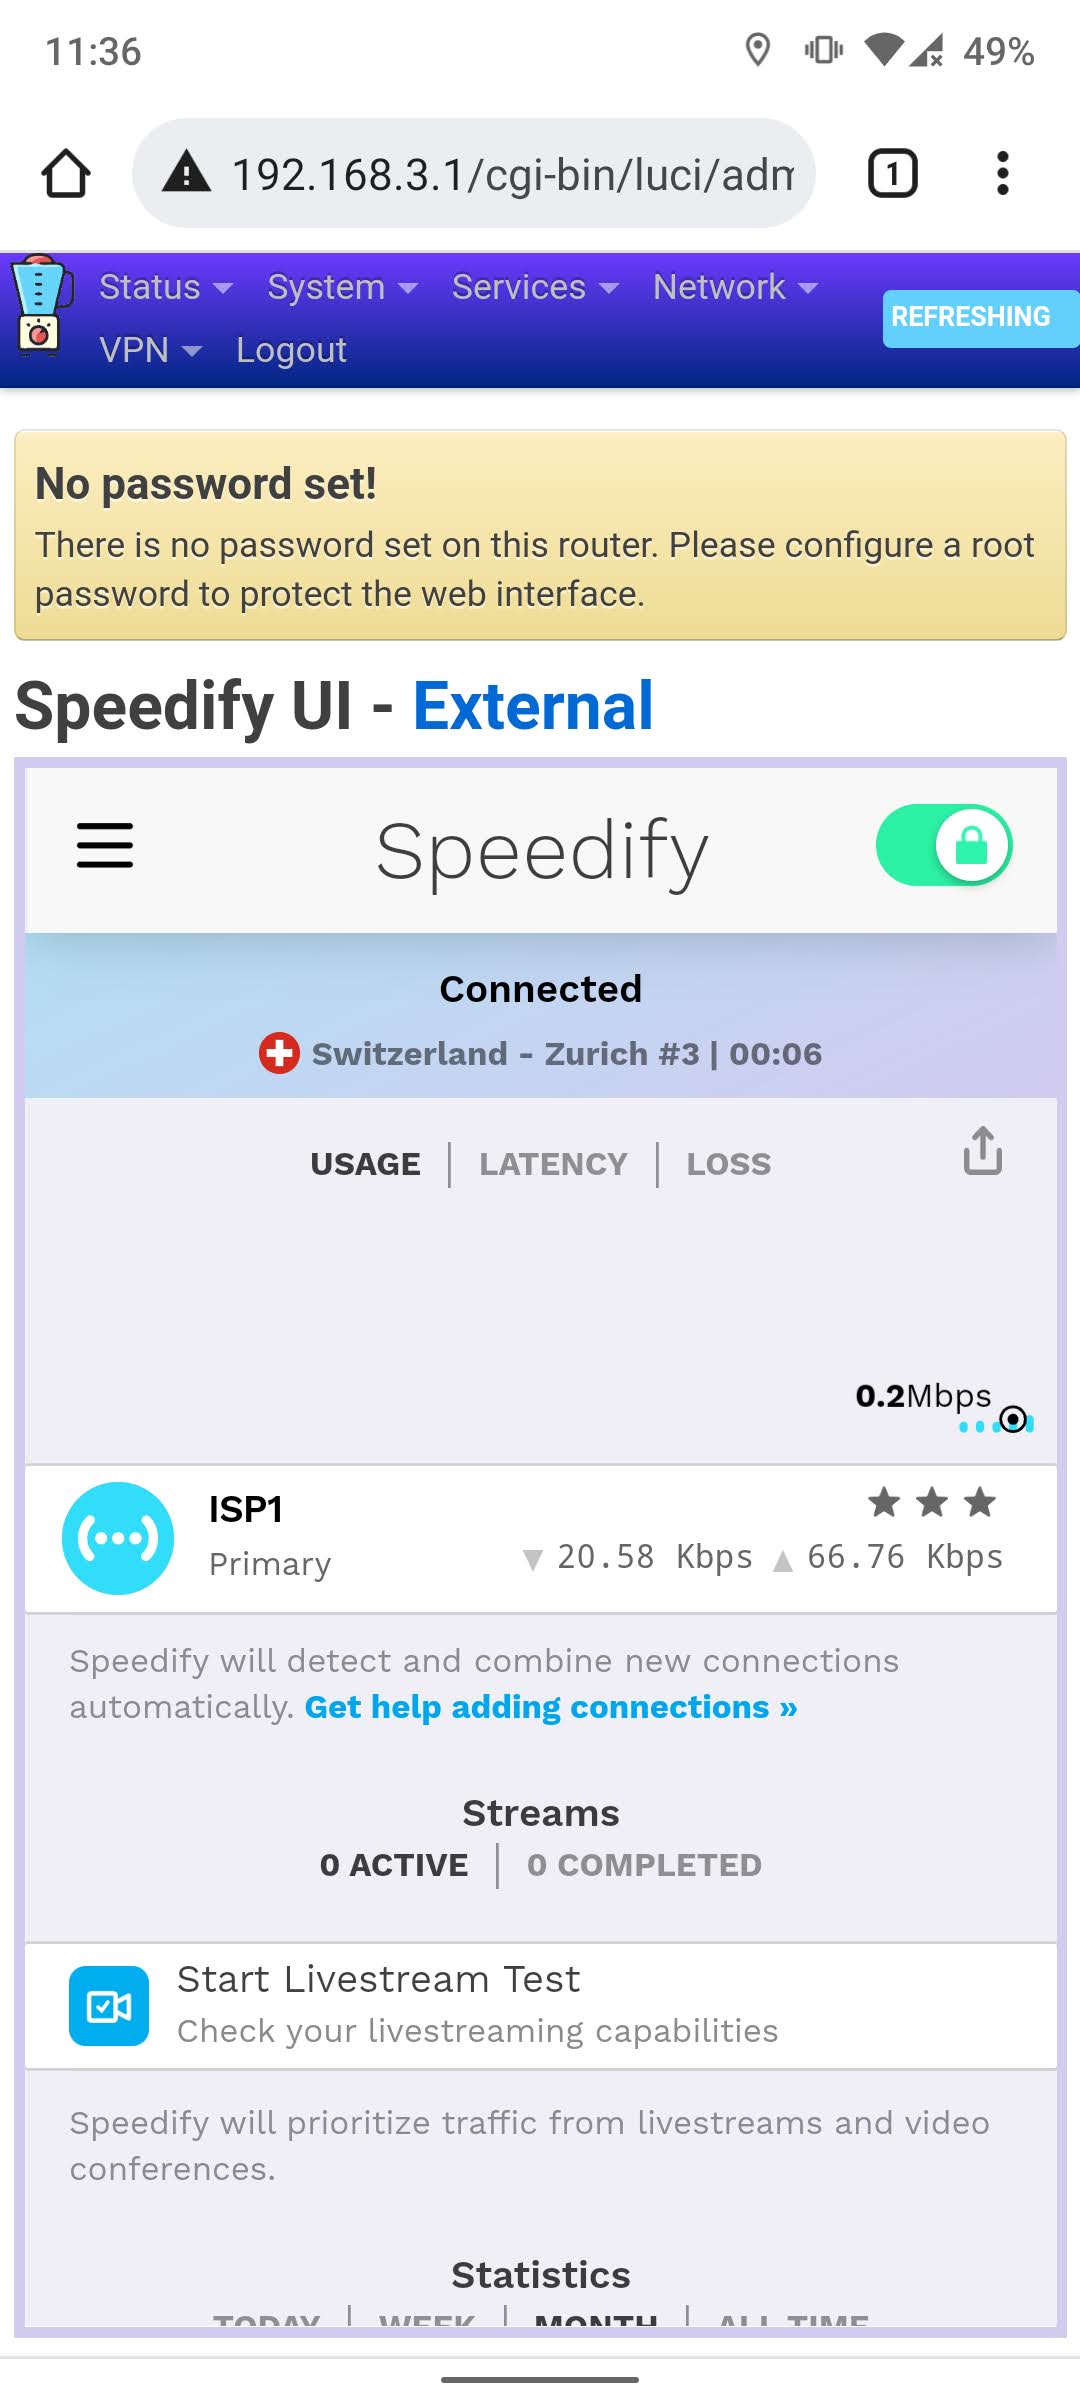 11:36
49%
192.168.3.1/cgi-bin/luci/adm
1
Status System Services Network
REFRESHING
VPN Logout
No password set!
There is no password set on this router. Please configure a root
password to protect the web interface.
Speedify UI - External
Speedify
Connected
Switzerland - Zurich #3 | 00:06
USAGE | LATENCY | LOSS
0.2Mbps
ISP1
Primary
▼ 20.58 Kbps ▲ 66.76 Kbps
Speedify will detect and combine new connections
automatically. Get help adding connections »
Streams
0 ACTIVE | 0 COMPLETED
Start Livestream Test
Check your livestreaming capabilities
Speedify will prioritize traffic from livestreams and video
conferences.
Statistics
TODAY | WEEK | MONTH | ALL TIME